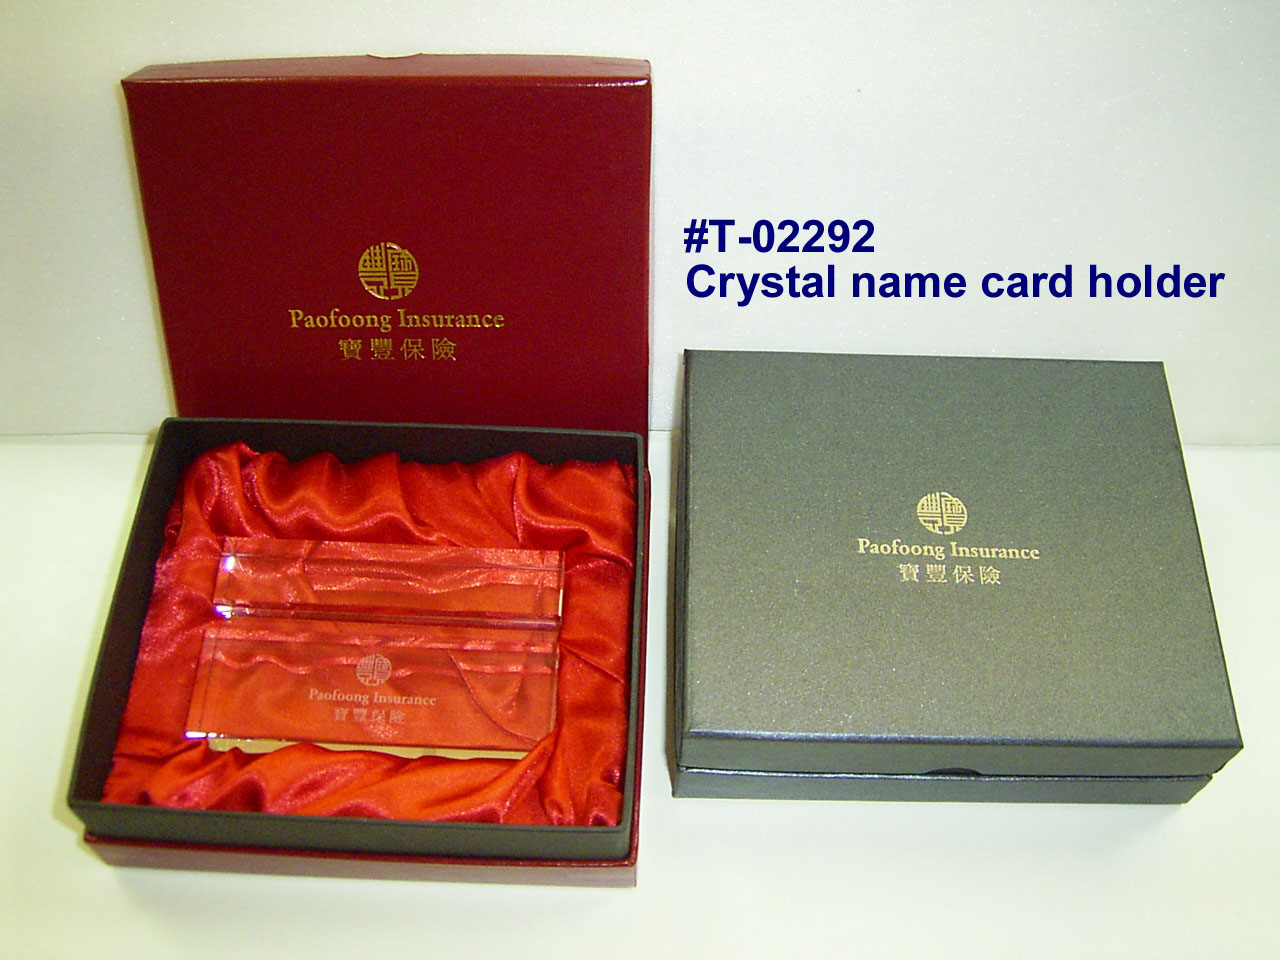 Paofoong Insurance
寶豐保險
#T-02292
Crystal name card holder
Paofoong Insurance
寶豐保險
Paofoong Insurance
寶豐保險